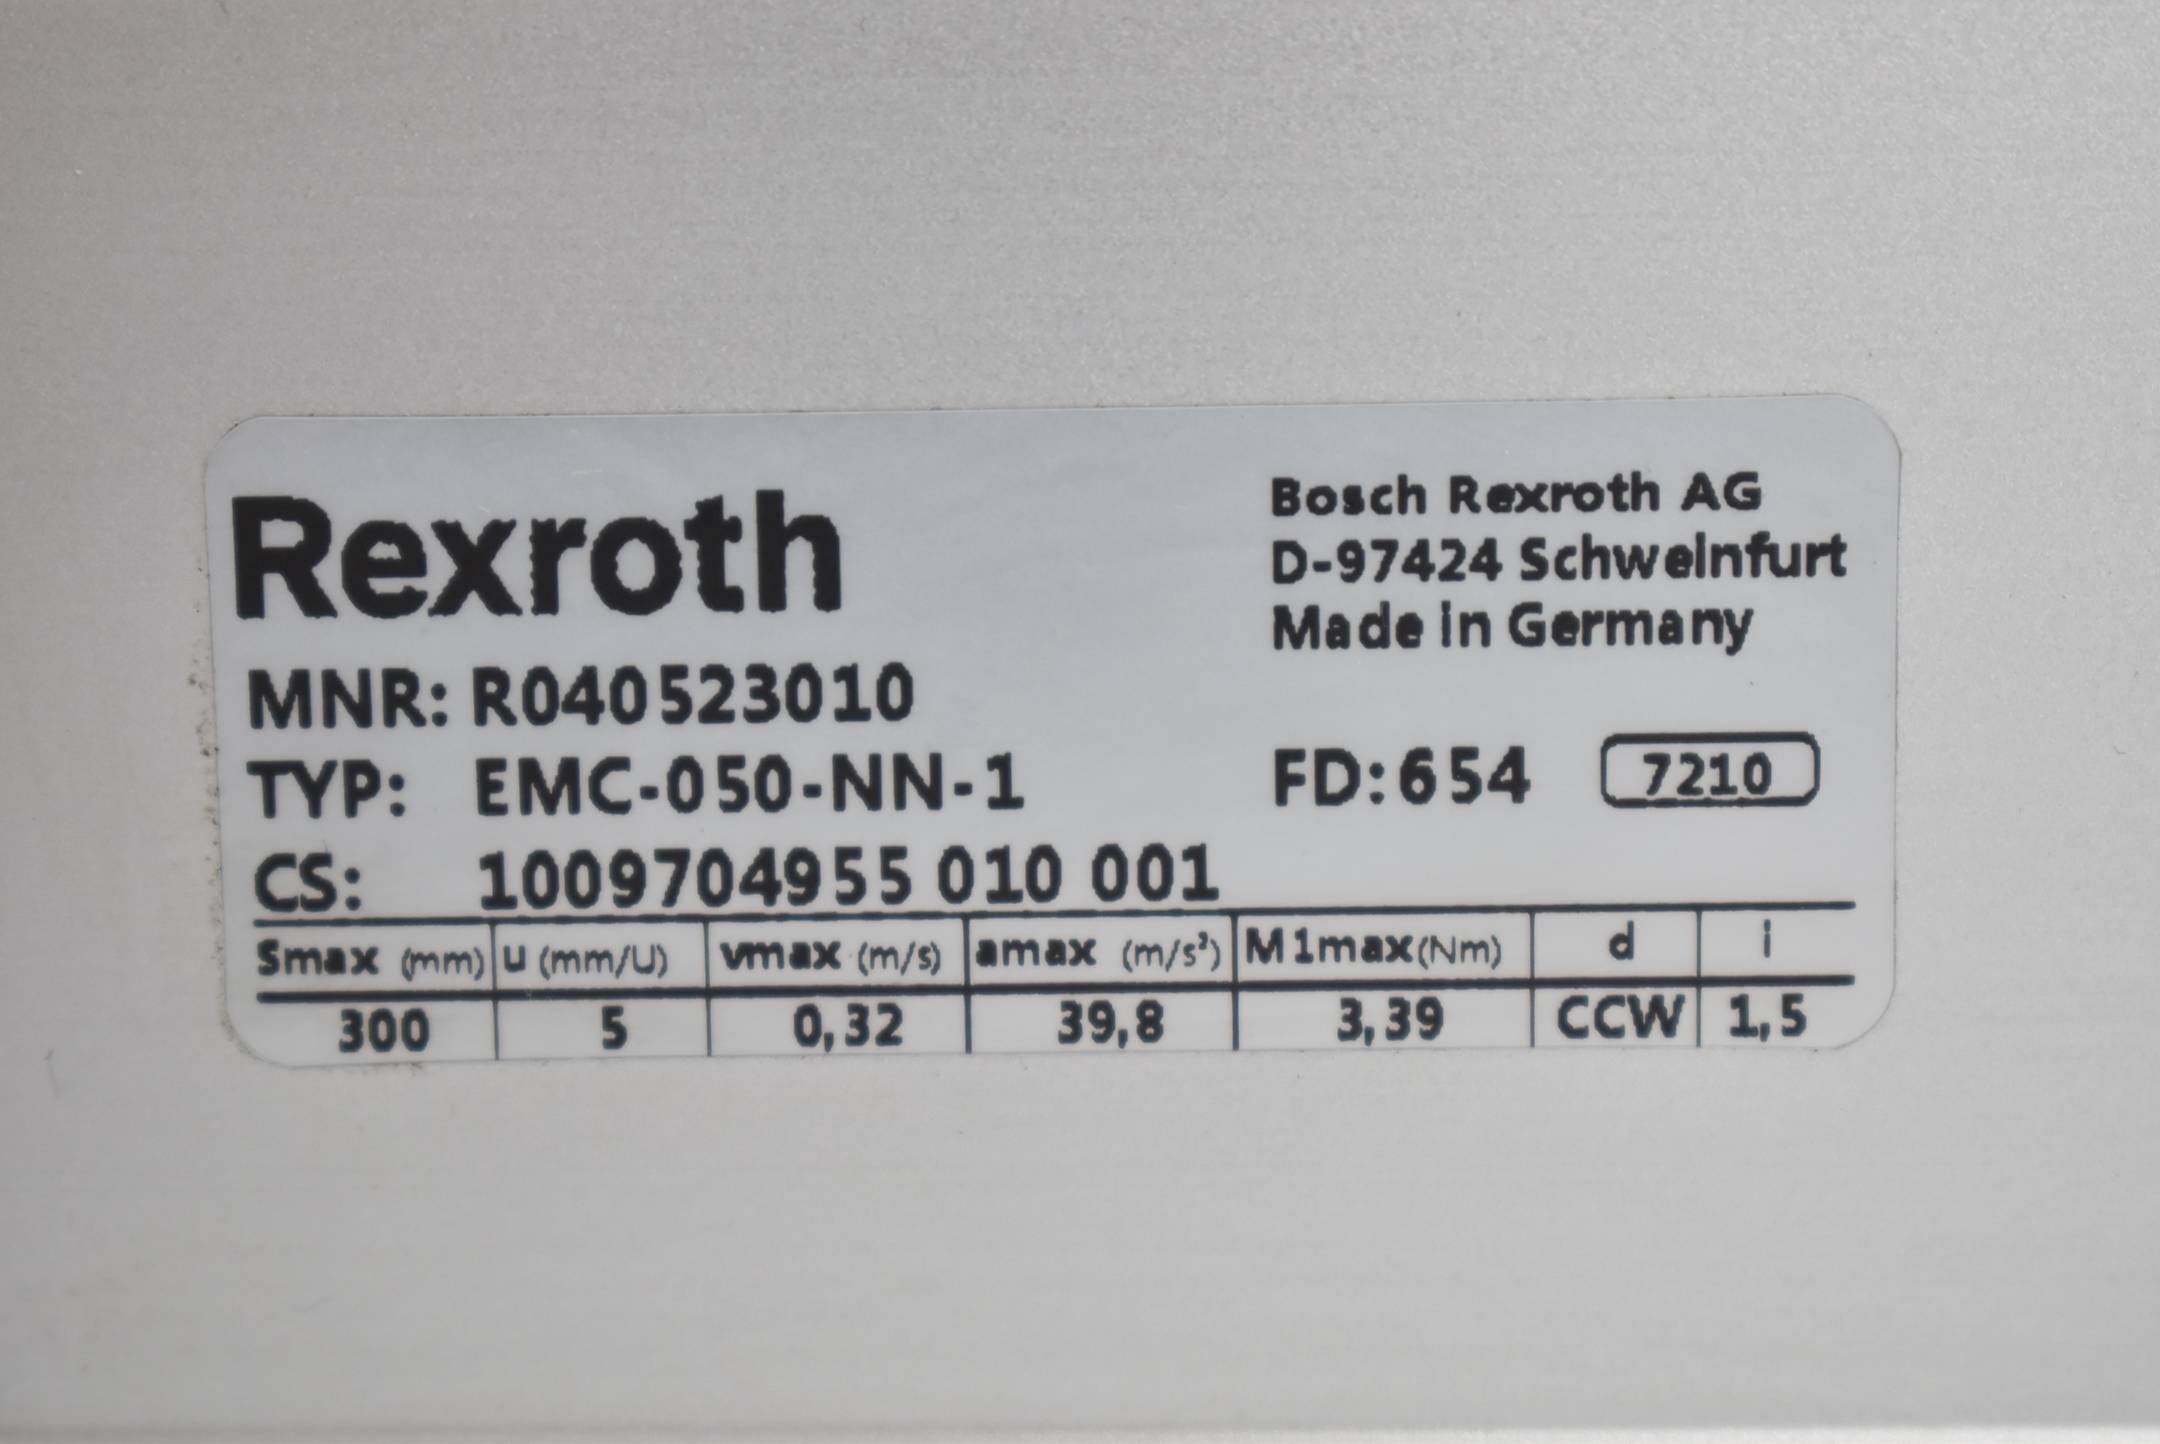 Rexroth
Bosch Rexroth AG
D-97424 Schweinfurt
Made in Germany
MNR: R040523010
TYP: EMC-050-NN-1
FD:654 7210
CS: 1009704955 010 001
Smax (mm) u (mm/U) vmax (m/s) amax (m/s²) M1max(Nm) d i
300 5 0,32 39,8 3,39 CCW 1,5